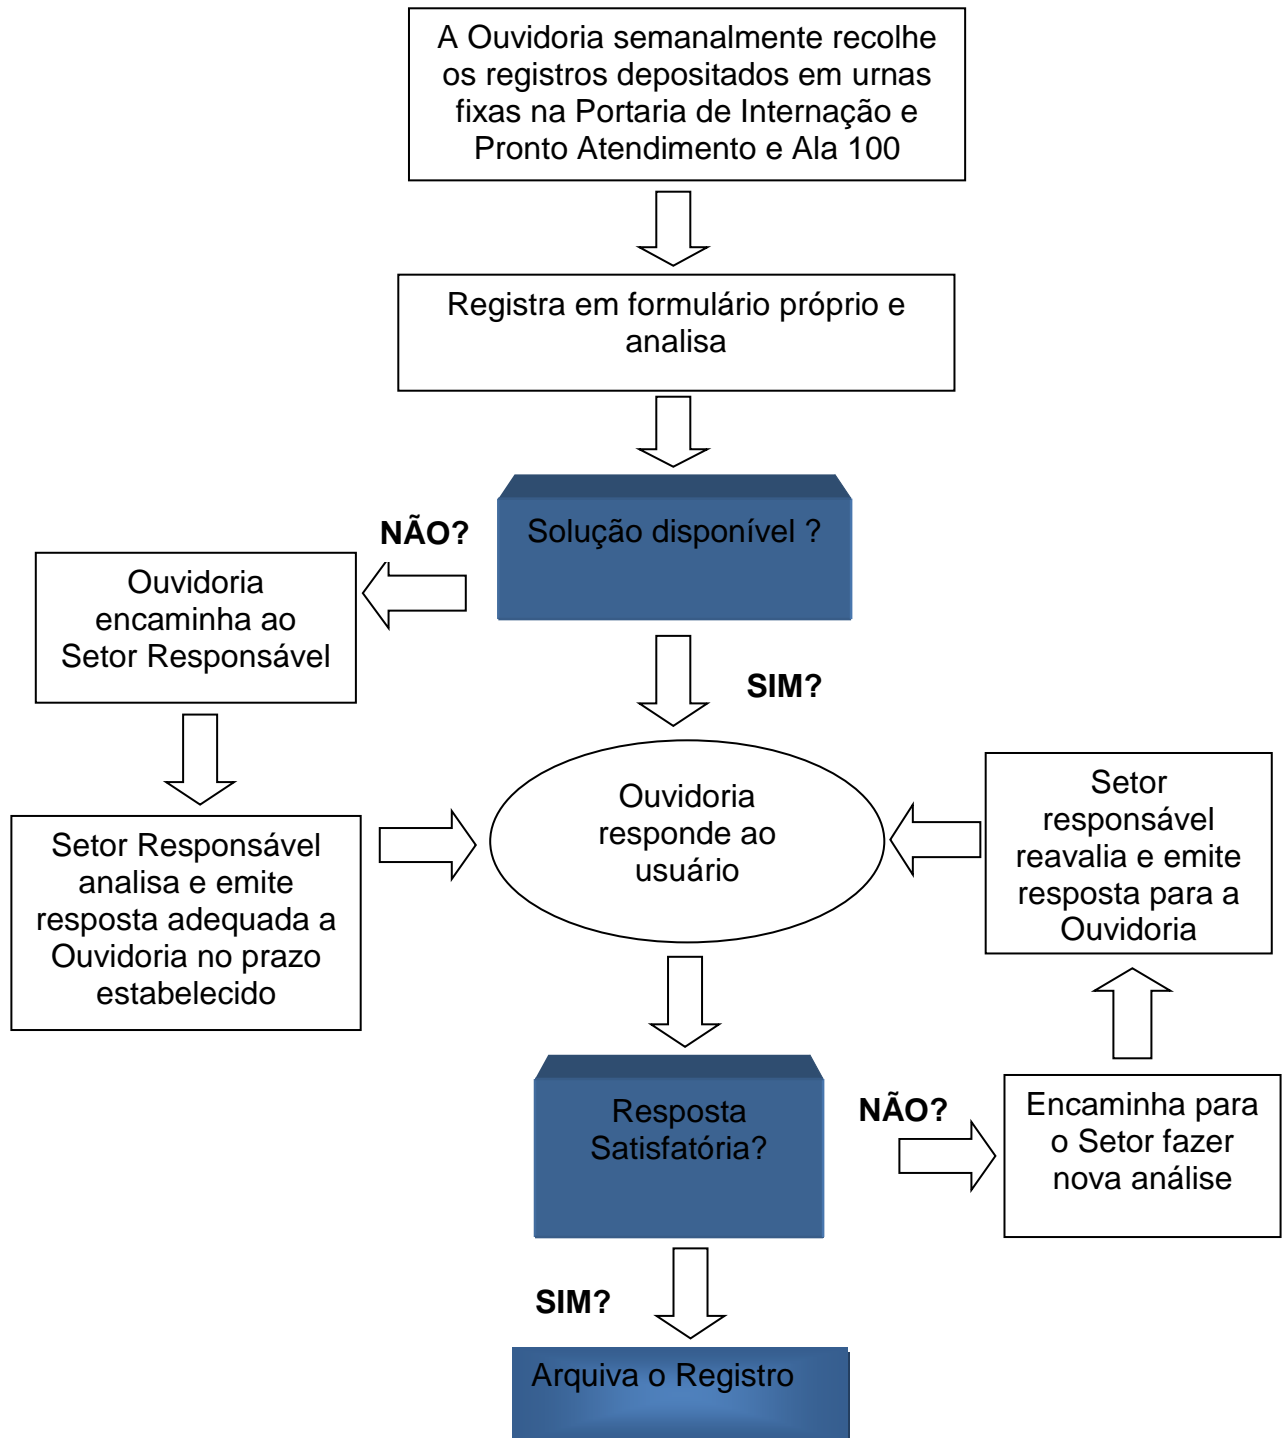 A Ouvidoria semanalmente recolhe
os registros depositados em urnas
fixas na Portaria de Internação e
Pronto Atendimento e Ala 100
Registra em formulário próprio e
analisa
Solução disponível ?
NÃO?
Ouvidoria
encaminha ao
Setor Responsável
SIM?
Setor Responsável
analisa e emite
resposta adequada a
Ouvidoria no prazo
estabelecido
Ouvidoria
responde ao
usuário
Setor
responsável
reavalia e emite
resposta para a
Ouvidoria
Resposta
Satisfatória?
NÃO?
Encaminha para
o Setor fazer
nova análise
SIM?
Arquiva o Registro